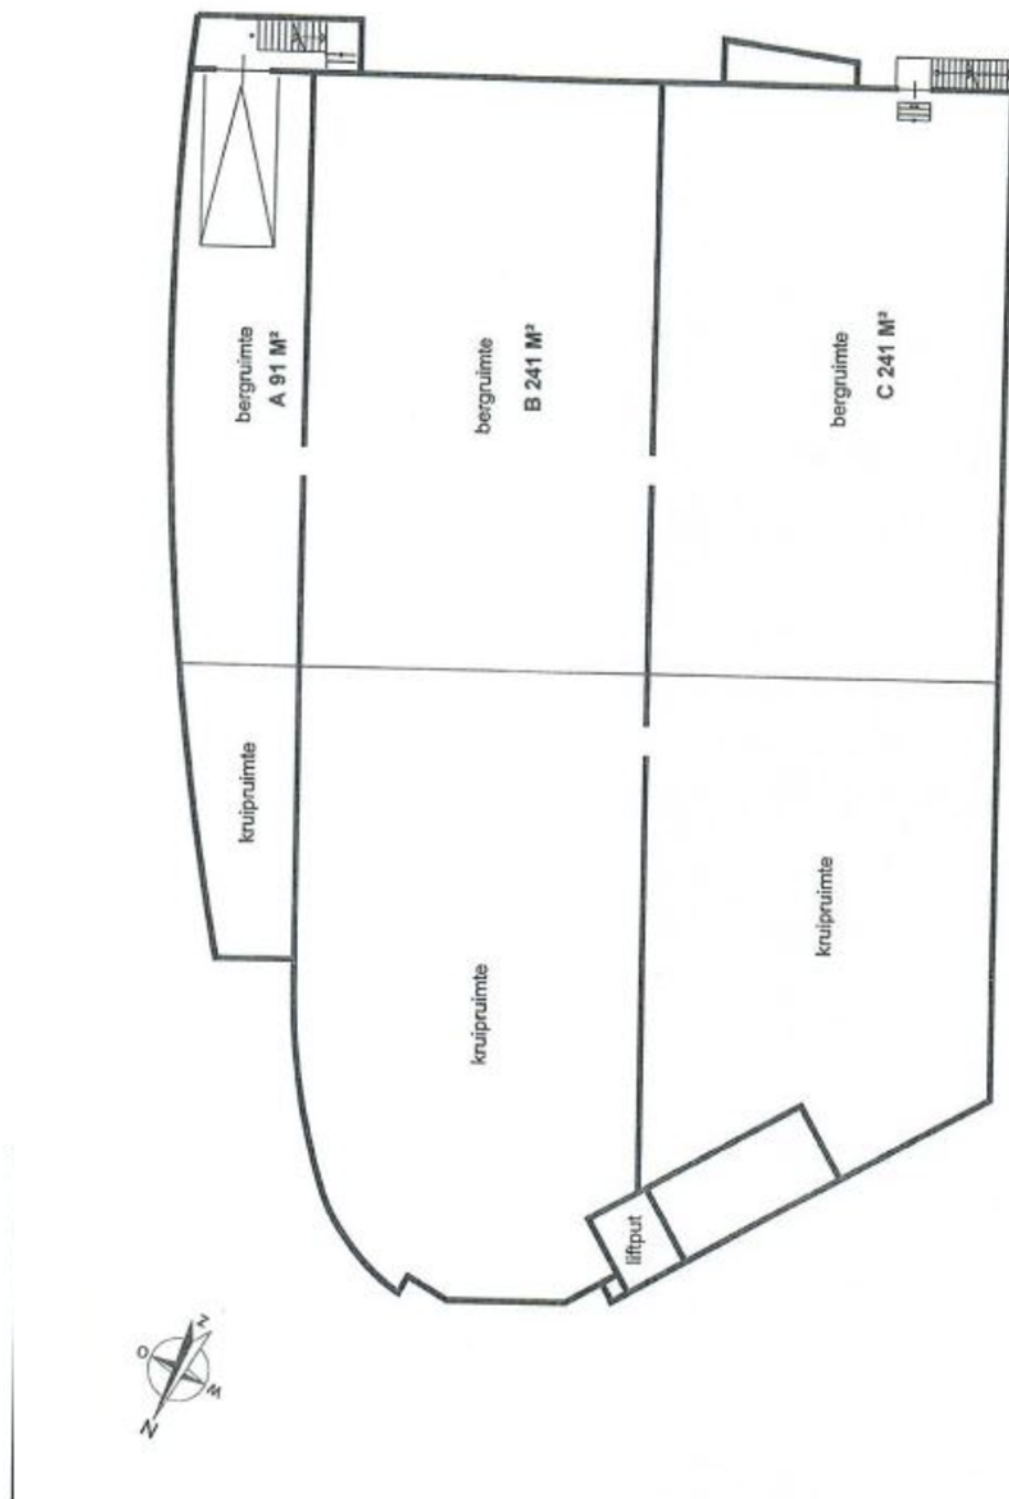 bergruimte
A 91 M²
bergruimte
B 241 M²
bergruimte
C 241 M²
kruipruimte
kruipruimte
kruipruimte
liftput
N
O
Z
W